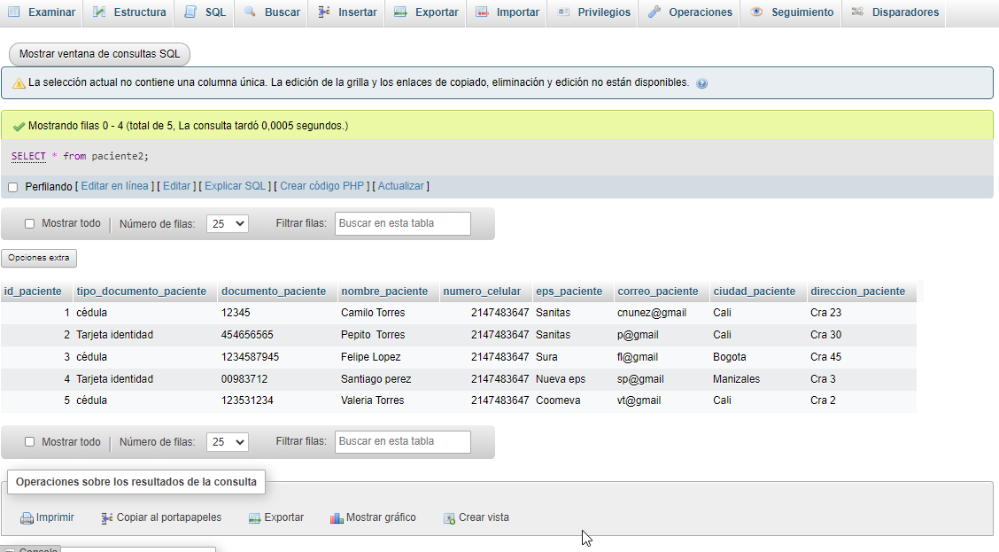 Examinar Estructura SQL Buscar Insertar Exportar Importar Privilegios Operaciones Seguimiento Disparadores
Mostrar ventana de consultas SQL
La selección actual no contiene una columna única. La edición de la grilla y los enlaces de copiado, eliminación y edición no están disponibles.
Mostrando filas 0 - 4 (total de 5, La consulta tardó 0,0005 segundos.)
SELECT * from paciente2;
Perfilando [ Editar en línea ] [ Editar ] [ Explicar SQL ] [ Crear código PHP ] [ Actualizar ]
Mostrar todo | Número de filas: 25 Filtrar filas: Buscar en esta tabla
Opciones extra
id_paciente tipo_documento_paciente documento_paciente nombre_paciente numero_celular eps_paciente correo_paciente ciudad_paciente direccion_paciente
1 cédula 12345 Camilo Torres 2147483647 Sanitas cnunez@gmail Cali Cra 23
2 Tarjeta identidad 454656565 Pepito Torres 2147483647 Sanitas p@gmail Cali Cra 30
3 cédula 1234587945 Felipe Lopez 2147483647 Sura fl@gmail Bogota Cra 45
4 Tarjeta identidad 00983712 Santiago perez 2147483647 Nueva eps sp@gmail Manizales Cra 3
5 cédula 123531234 Valeria Torres 2147483647 Coomeva vt@gmail Cali Cra 2
Mostrar todo | Número de filas: 25 Filtrar filas: Buscar en esta tabla
Operaciones sobre los resultados de la consulta
Imprimir Copiar al portapapeles Exportar Mostrar gráfico Crear vista
Consola